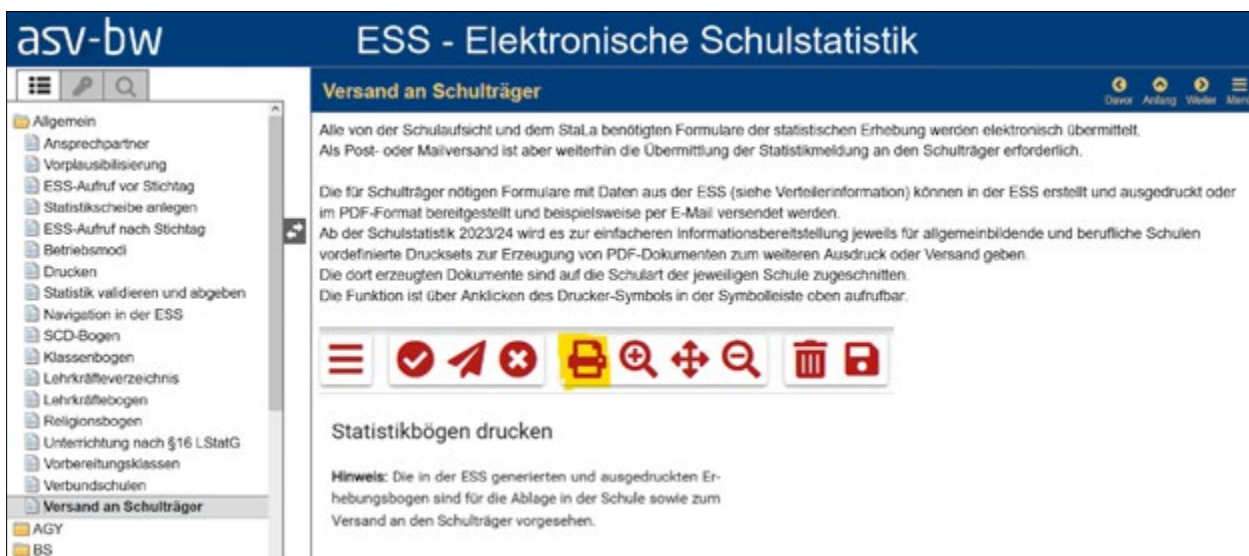 asv-bw
ESS - Elektronische Schulstatistik
Versand an Schulträger
Davor Anfang Weiter Menü
Allgemein
Ansprechpartner
Vorplausibilisierung
ESS-Aufruf vor Stichtag
Statistikscheibe anlegen
ESS-Aufruf nach Stichtag
Betriebsmodi
Drucken
Statistik validieren und abgeben
Navigation in der ESS
SCD-Bogen
Klassenbogen
Lehrkräfteverzeichnis
Lehrkräftebogen
Religionsbogen
Unterrichtung nach §16 LStatG
Vorbereitungsklassen
Verbundschulen
Versand an Schulträger
AGY
BS
Alle von der Schulaufsicht und dem StaLa benötigten Formulare der statistischen Erhebung werden elektronisch übermittelt.
Als Post- oder Mailversand ist aber weiterhin die Übermittlung der Statistikmeldung an den Schulträger erforderlich.
Die für Schulträger nötigen Formulare mit Daten aus der ESS (siehe Verteilerinformation) können in der ESS erstellt und ausgedruckt oder
im PDF-Format bereitgestellt und beispielsweise per E-Mail versendet werden.
Ab der Schulstatistik 2023/24 wird es zur einfacheren Informationsbereitstellung jeweils für allgemeinbildende und berufliche Schulen
vordefinierte Drucksets zur Erzeugung von PDF-Dokumenten zum weiteren Ausdruck oder Versand geben.
Die dort erzeugten Dokumente sind auf die Schulart der jeweiligen Schule zugeschnitten.
Die Funktion ist über Anklicken des Drucker-Symbols in der Symbolleiste oben aufrufbar.
Statistikbögen drucken
Hinweis: Die in der ESS generierten und ausgedruckten Er-
hebungsbogen sind für die Ablage in der Schule sowie zum
Versand an den Schulträger vorgesehen.